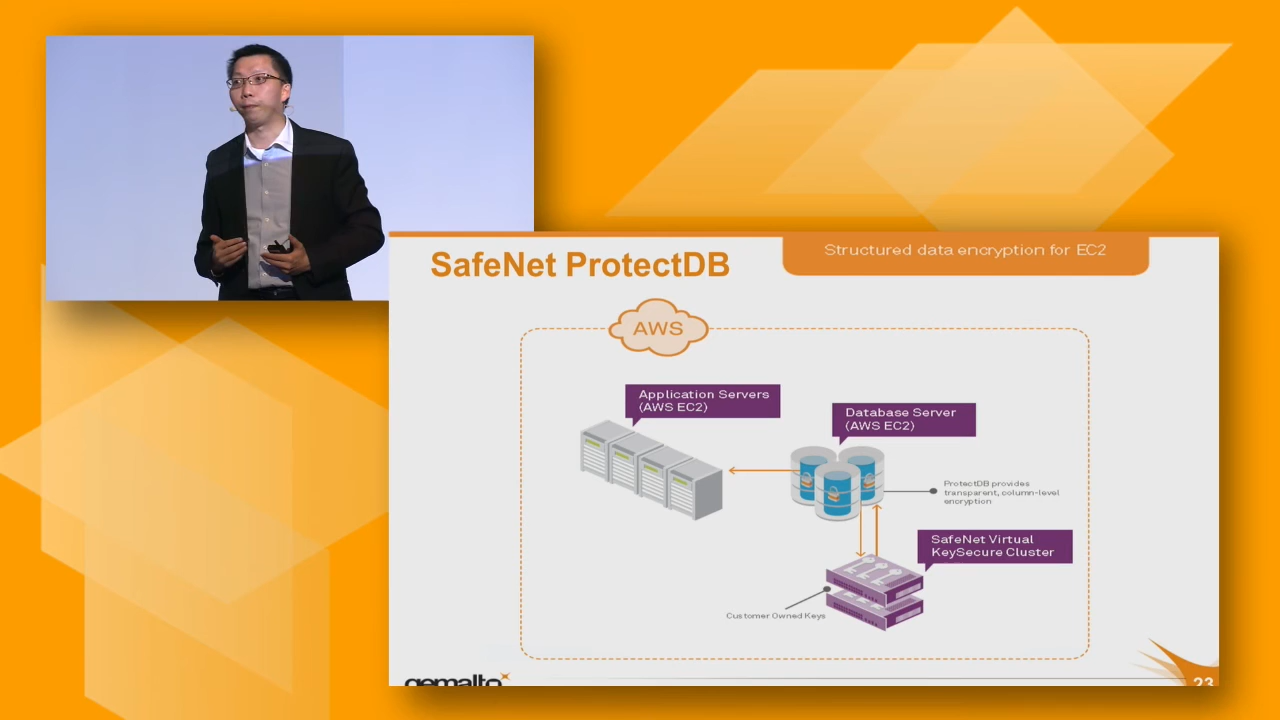 SafeNet ProtectDB
Structured data encryption for EC2
AWS
Application Servers
(AWS EC2)
Database Server
(AWS EC2)
ProtectDB provides
transparent, column-level
encryption
SafeNet Virtual
KeySecure Cluster
Customer Owned Keys
gemalto
23